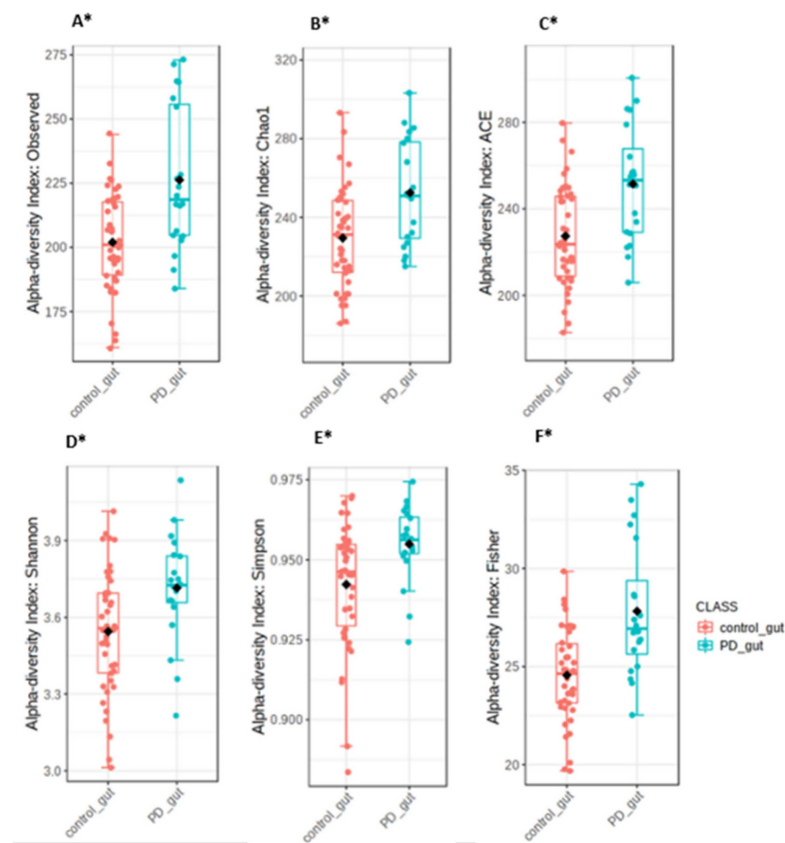 A*
B*
C*
Alpha-diversity Index: Observed
275
250
225
200
175
control_gut
PD_gut
Alpha-diversity Index: Chao1
320
280
240
200
control_gut
PD_gut
Alpha-diversity Index: ACE
280
240
200
control_gut
PD_gut
D*
E*
F*
Alpha-diversity Index: Shannon
3.9
3.6
3.3
3.0
control_gut
PD_gut
Alpha-diversity Index: Simpson
0.975
0.950
0.925
0.900
control_gut
PD_gut
Alpha-diversity Index: Fisher
35
30
25
20
control_gut
PD_gut
CLASS
control_gut
PD_gut